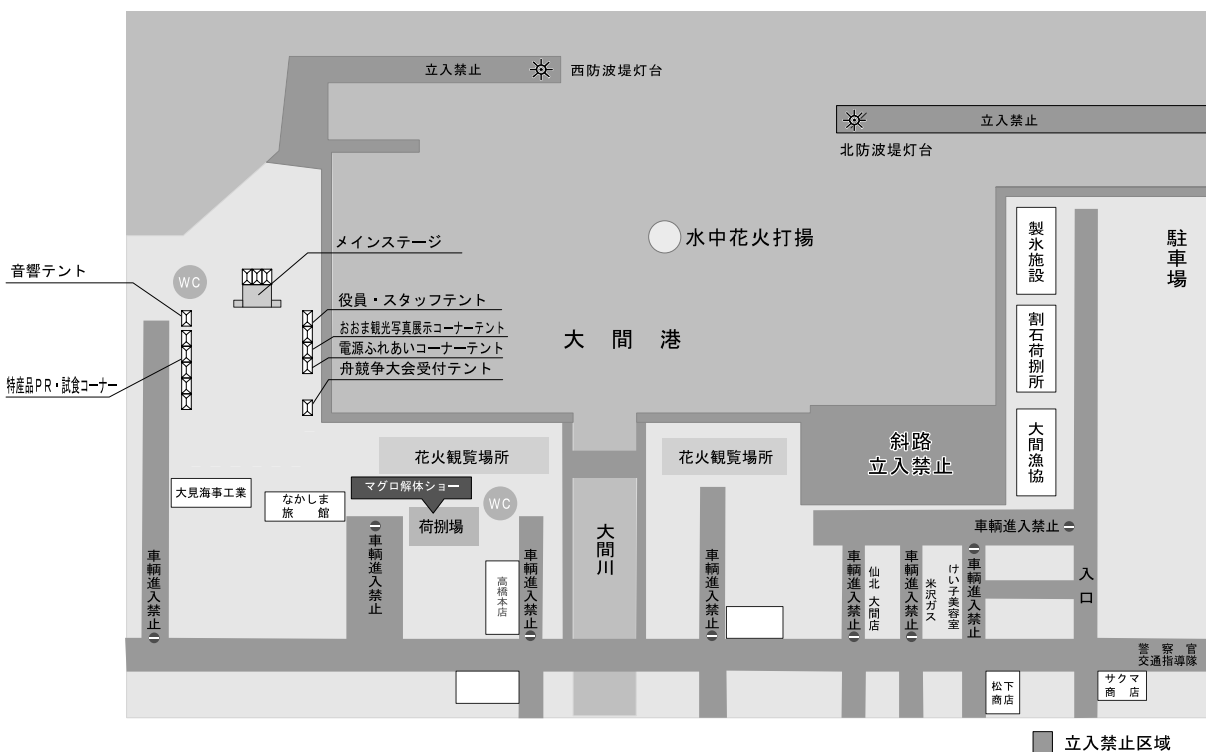 立入禁止
西防波堤灯台
立入禁止
北防波堤灯台
水中花火打揚
製氷施設
駐車場
メインステージ
音響テント
WC
役員・スタッフテント
おおま観光写真展示コーナーテント
電源ふれあいコーナーテント
舟競争大会受付テント
特産品PR・試食コーナー
大間港
割石荷捌所
大間漁協
斜路
立入禁止
花火観覧場所
花火観覧場所
大見海事工業
なかしま
旅館
マグロ解体ショー
荷捌場
WC
高橋本店
大間川
車輌進入禁止
車輌進入禁止
車輌進入禁止
車輌進入禁止
車輌進入禁止
車輌進入禁止
仙北 大間店
車輌進入禁止
米沢ガス
けい子美容室
車輌進入禁止
入口
警察官
交通指導隊
松下
商店
サクマ
商店
立入禁止区域